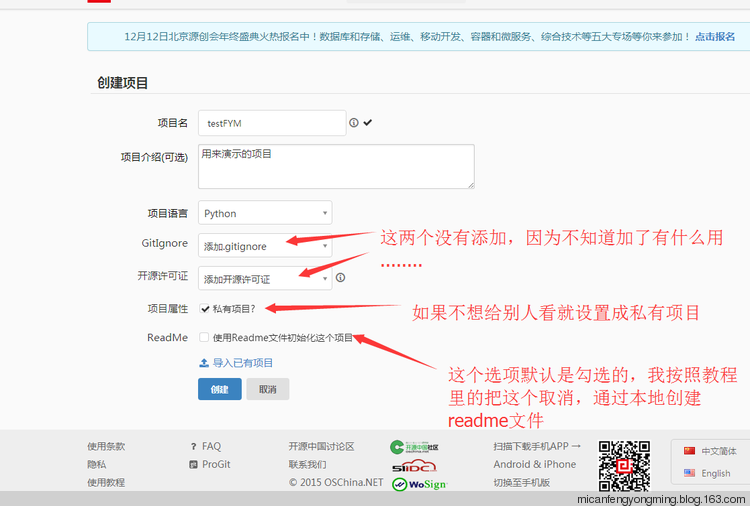 12月12日北京源创会年终盛典火热报名中！数据库和存储、运维、移动开发、容器和微服务、综合技术等五大专场等你来参加！ 点击报名
创建项目
项目名 testFYM
项目介绍(可选) 用来演示的项目
项目语言 Python
GitIgnore 添加.gitignore
这两个没有添加，因为不知道加了有什么用
........
开源许可证 添加开源许可证
项目属性 私有项目?
如果不想给别人看就设置成私有项目
ReadMe 使用Readme文件初始化这个项目
导入已有项目
这个选项默认是勾选的，我按照教程
里的把这个取消，通过本地创建
readme文件
创建 取消
使用条款 ? FAQ 开源中国讨论区 开源中国社区 扫描下载手机APP → 中文简体
隐私 ProGit 联系我们 SIIDC Android & iPhone English
使用教程 © 2015 OSChina.NET WoSign 切换至手机版
micanfengyongming.blog.163.com